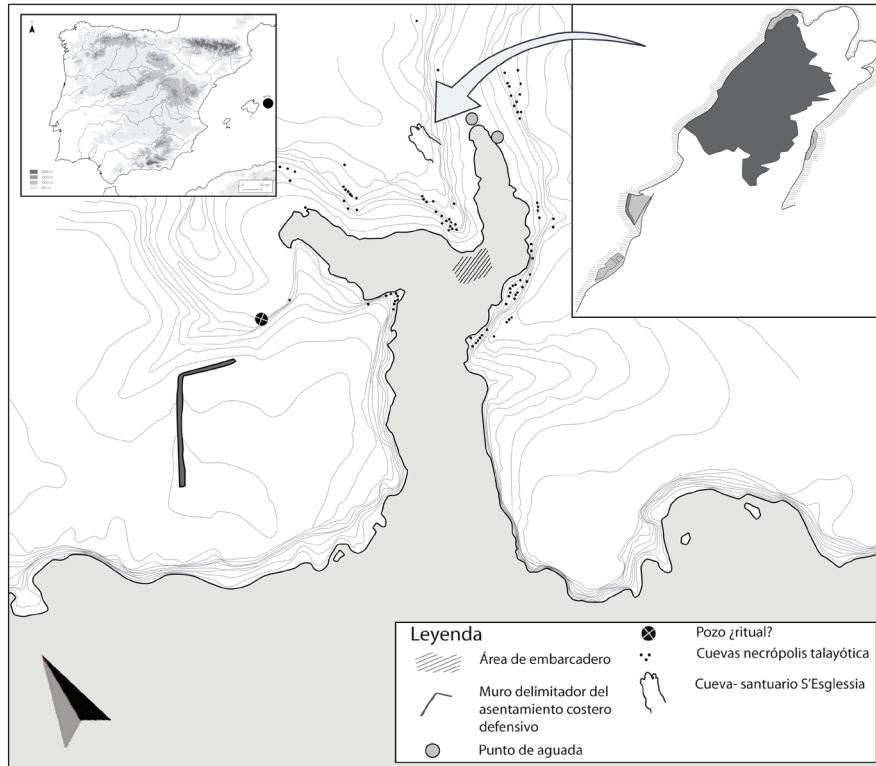 Leyenda
Área de embarcadero
Muro delimitador del
asentamiento costero
defensivo
Punto de aguada
Pozo ¿ritual?
Cuevas necrópolis talayótica
Cueva- santuario S'Esglessia